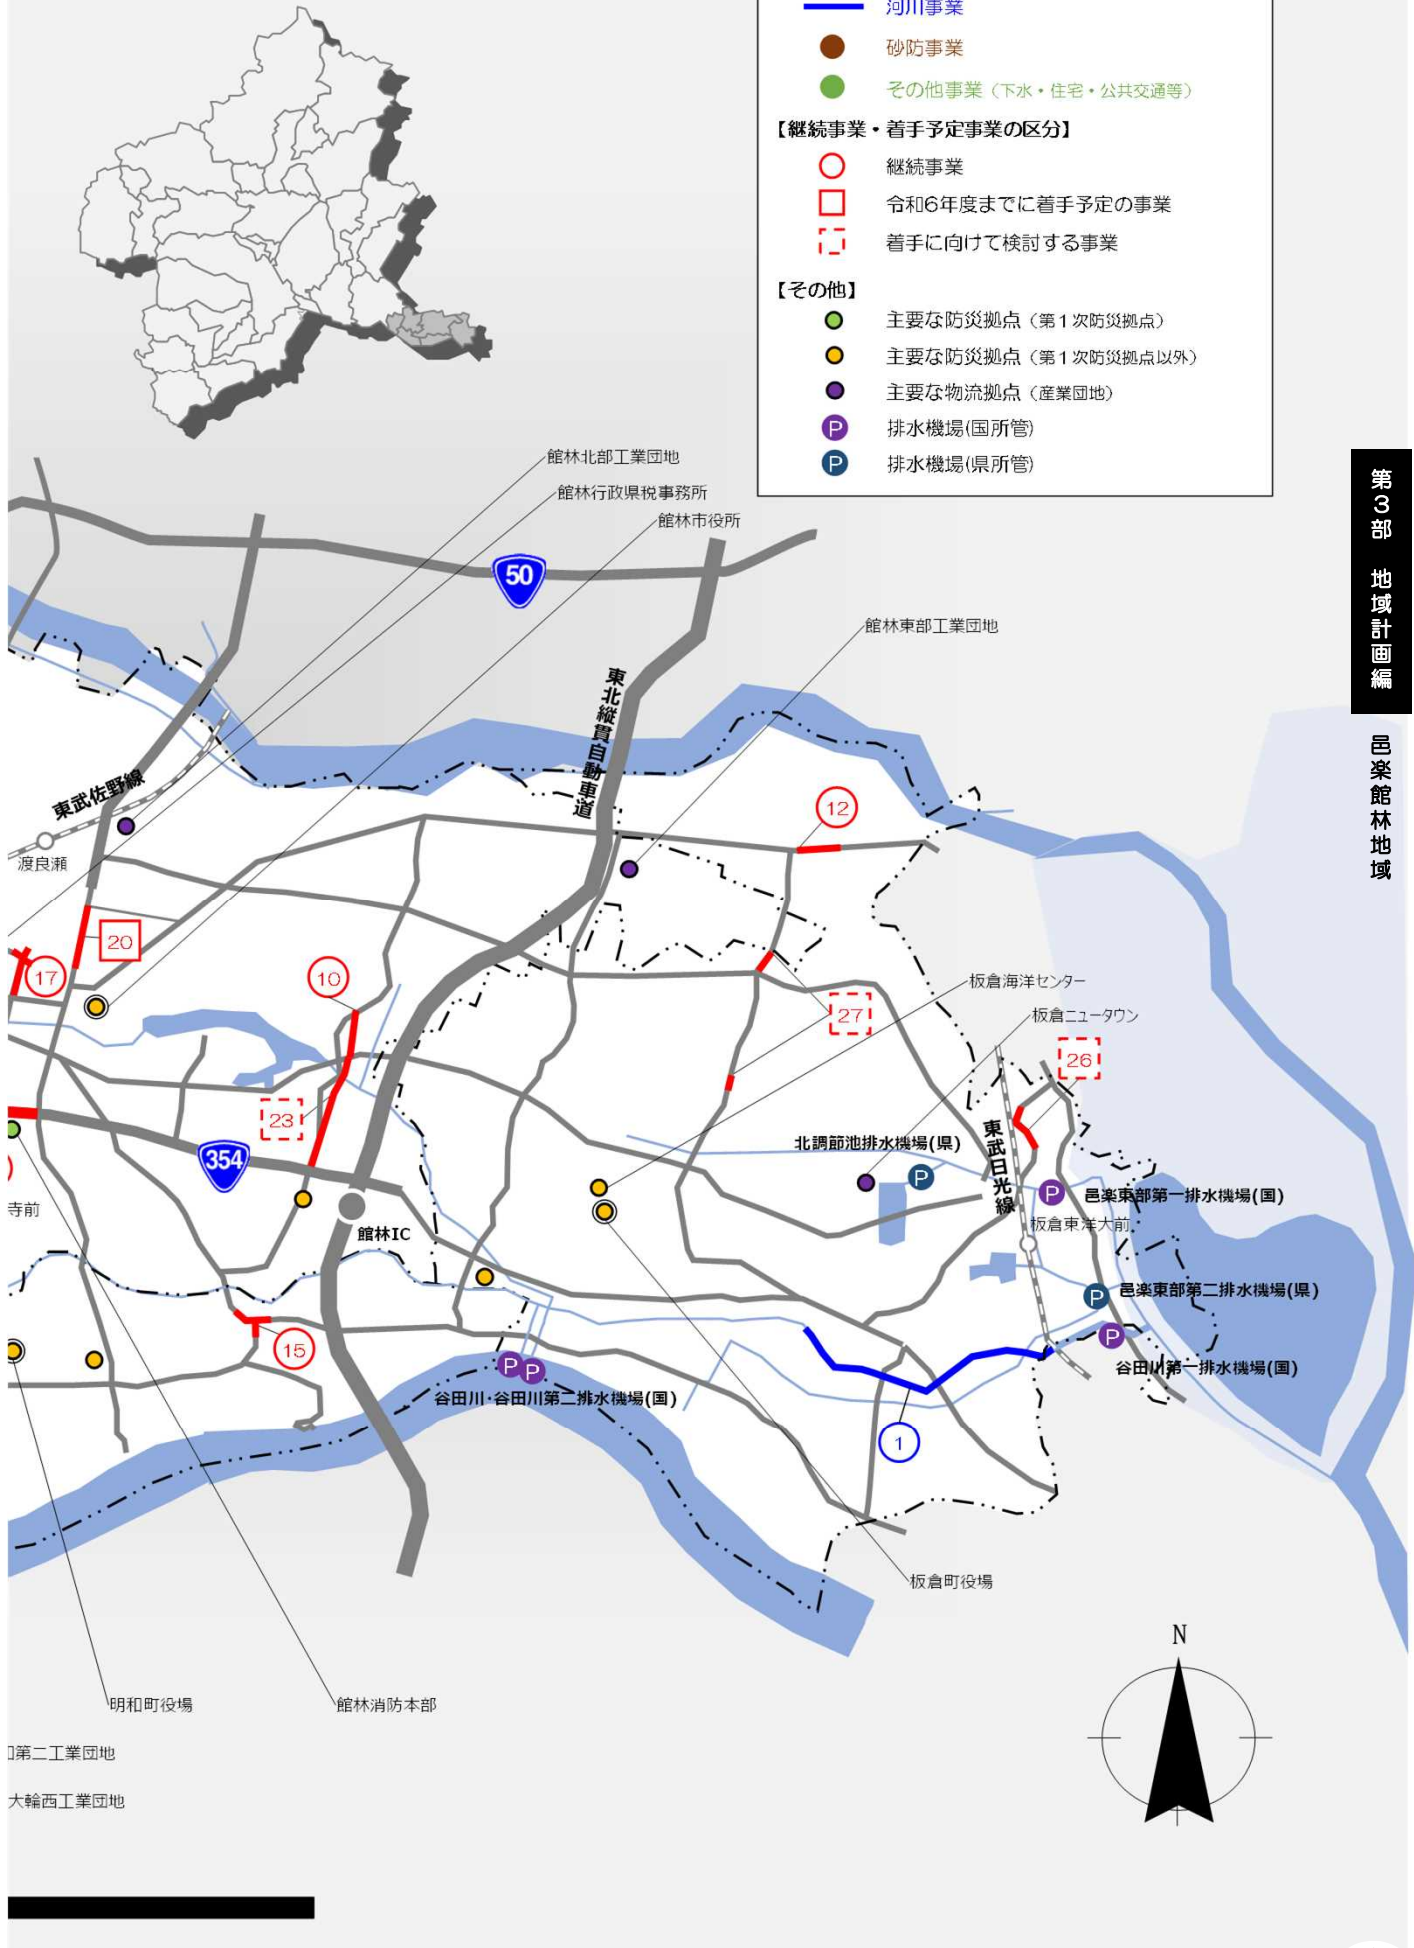 河川事業
砂防事業
その他事業（下水・住宅・公共交通等）
【継続事業・着手予定事業の区分】
継続事業
令和6年度までに着手予定の事業
着手に向けて検討する事業
【その他】
主要な防災拠点（第1次防災拠点）
主要な防災拠点（第1次防災拠点以外）
主要な物流拠点（産業団地）
P 排水機場(国所管)
P 排水機場(県所管)
第3部 地域計画編 邑楽館林地域
館林北部工業団地
館林行政県税事務所
館林市役所
50
館林東部工業団地
東北縦貫自動車道
東武佐野線
渡良瀬
12
20
17
10
27
板倉海洋センター
板倉ニュータウン
26
23
354
北調節池排水機場(県)
P
東武日光線
P
邑楽東部第一排水機場(国)
寺前
館林IC
板倉東洋大前
P
邑楽東部第二排水機場(県)
15
P
谷田川第一排水機場(国)
P P
谷田川・谷田川第二排水機場(国)
1
板倉町役場
N
明和町役場
館林消防本部
第二工業団地
大輪西工業団地